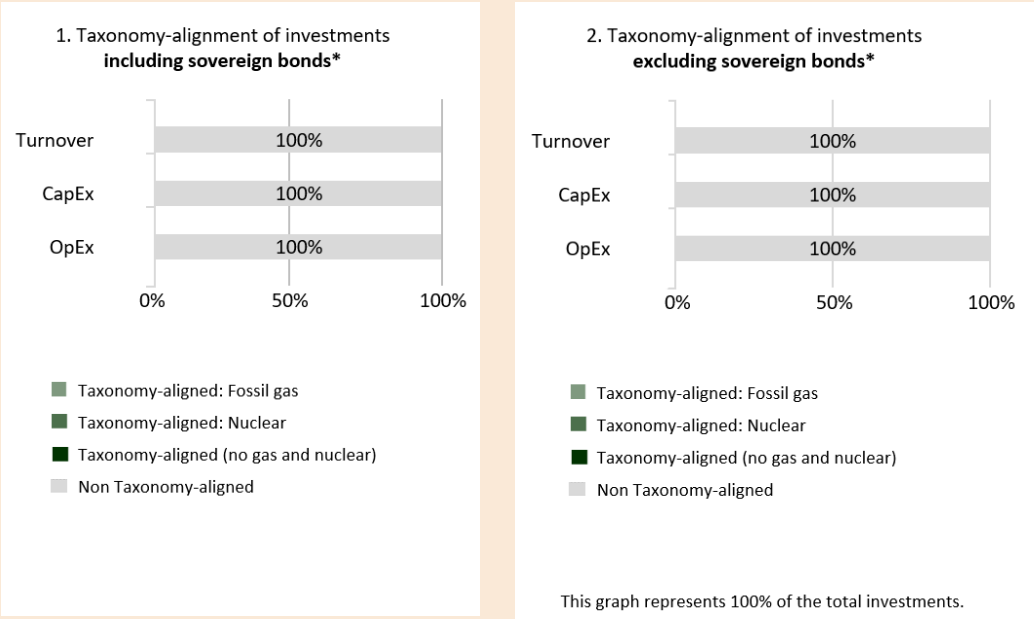 1. Taxonomy-alignment of investments
including sovereign bonds*
Turnover
100%
CapEx
100%
OpEx
100%
0%
50%
100%
Taxonomy-aligned: Fossil gas
Taxonomy-aligned: Nuclear
Taxonomy-aligned (no gas and nuclear)
Non Taxonomy-aligned
2. Taxonomy-alignment of investments
excluding sovereign bonds*
Turnover
100%
CapEx
100%
OpEx
100%
0%
50%
100%
Taxonomy-aligned: Fossil gas
Taxonomy-aligned: Nuclear
Taxonomy-aligned (no gas and nuclear)
Non Taxonomy-aligned
This graph represents 100% of the total investments.